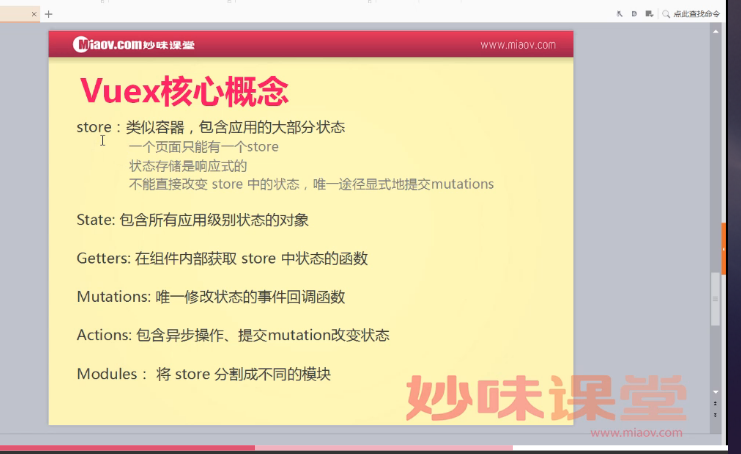 点此查找命令
Miaov.com妙味课堂
www.miaov.com
Vuex核心概念
store：类似容器，包含应用的大部分状态
一个页面只能有一个store
状态存储是响应式的
不能直接改变 store 中的状态，唯一途径显式地提交mutations
State: 包含所有应用级别状态的对象
Getters: 在组件内部获取 store 中状态的函数
Mutations: 唯一修改状态的事件回调函数
Actions: 包含异步操作、提交mutation改变状态
Modules： 将 store 分割成不同的模块
妙味课堂
www.miaov.com